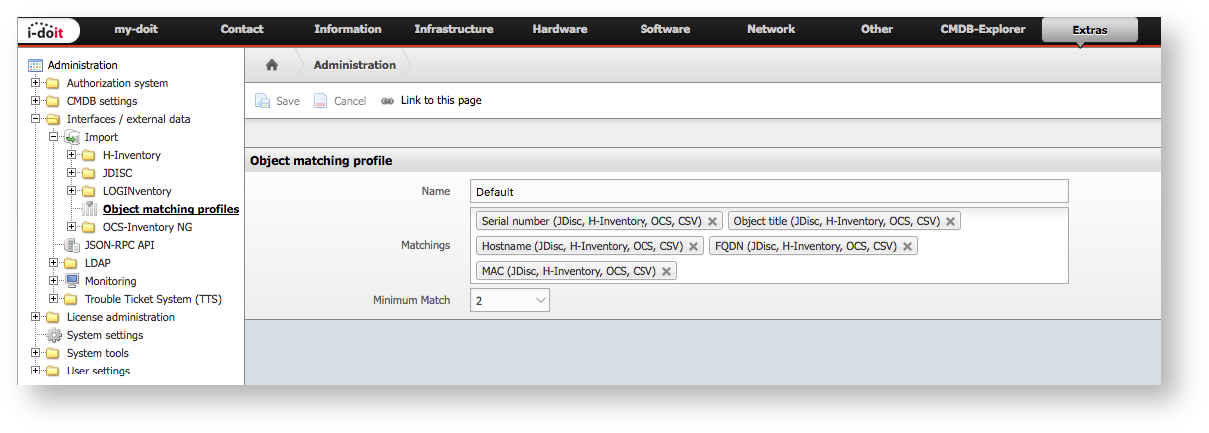 i-doit
my-doit Contact Information Infrastructure Hardware Software Network Other CMDB-Explorer Extras
Administration
Authorization system
CMDB settings
Interfaces / external data
Import
H-Inventory
JDISC
LOGINventory
Object matching profiles
OCS-Inventory NG
JSON-RPC API
LDAP
Monitoring
Trouble Ticket System (TTS)
License administration
System settings
System tools
User settings
Administration
Save Cancel Link to this page
Object matching profile
Name Default
Matchings
Serial number (JDisc, H-Inventory, OCS, CSV) Object title (JDisc, H-Inventory, OCS, CSV)
Hostname (JDisc, H-Inventory, OCS, CSV) FQDN (JDisc, H-Inventory, OCS, CSV)
MAC (JDisc, H-Inventory, OCS, CSV)
Minimum Match 2